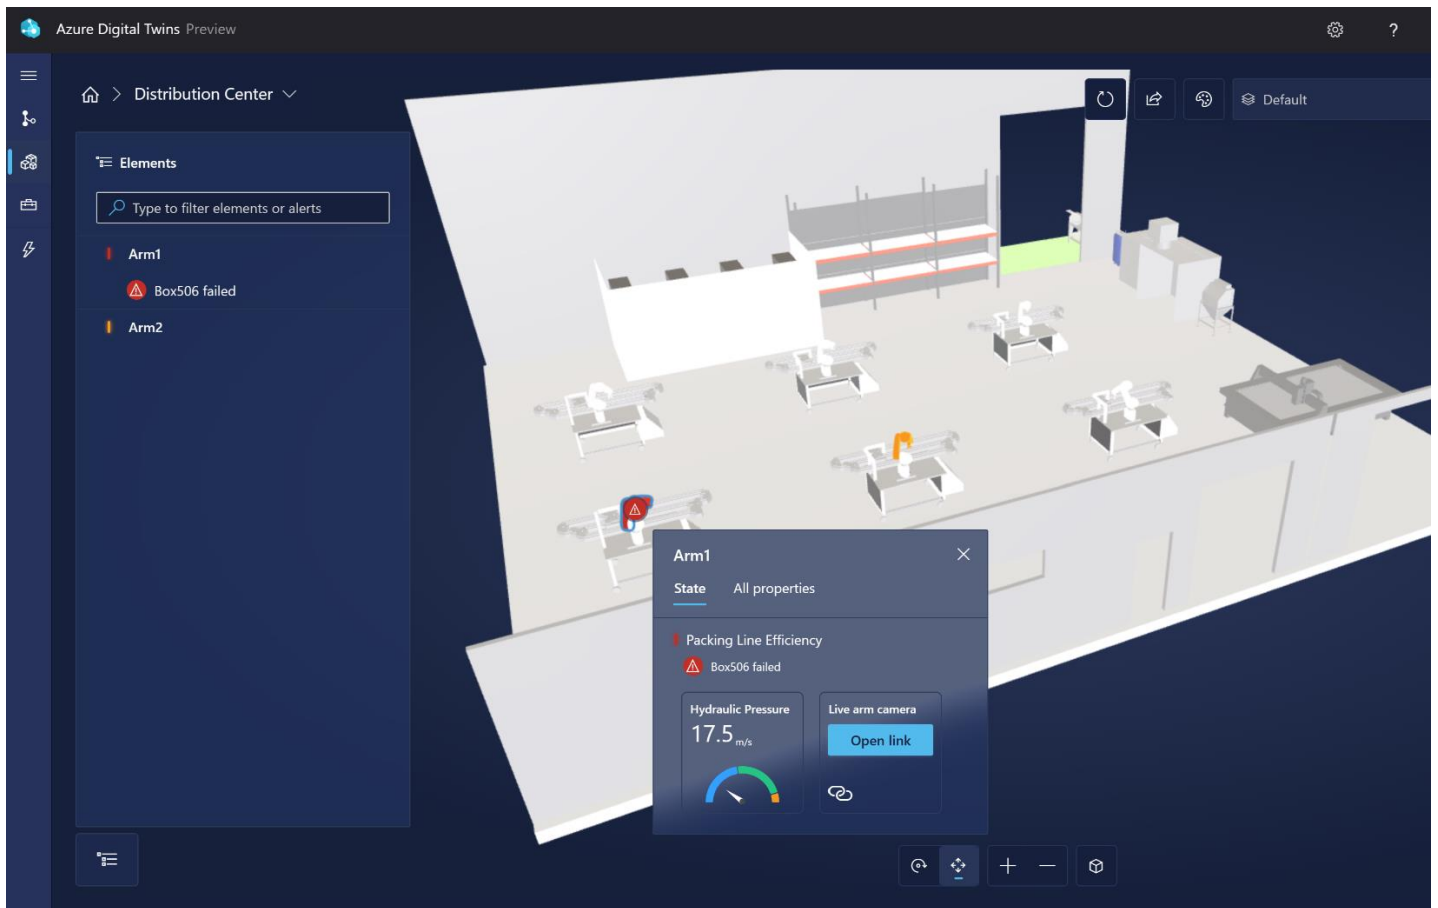 Azure Digital Twins Preview
?
Distribution Center
Default
Elements
Type to filter elements or alerts
Arm1
Box506 failed
Arm2
Arm1
State All properties
Packing Line Efficiency
Box506 failed
Hydraulic Pressure
17.5 m/s
Live arm camera
Open link